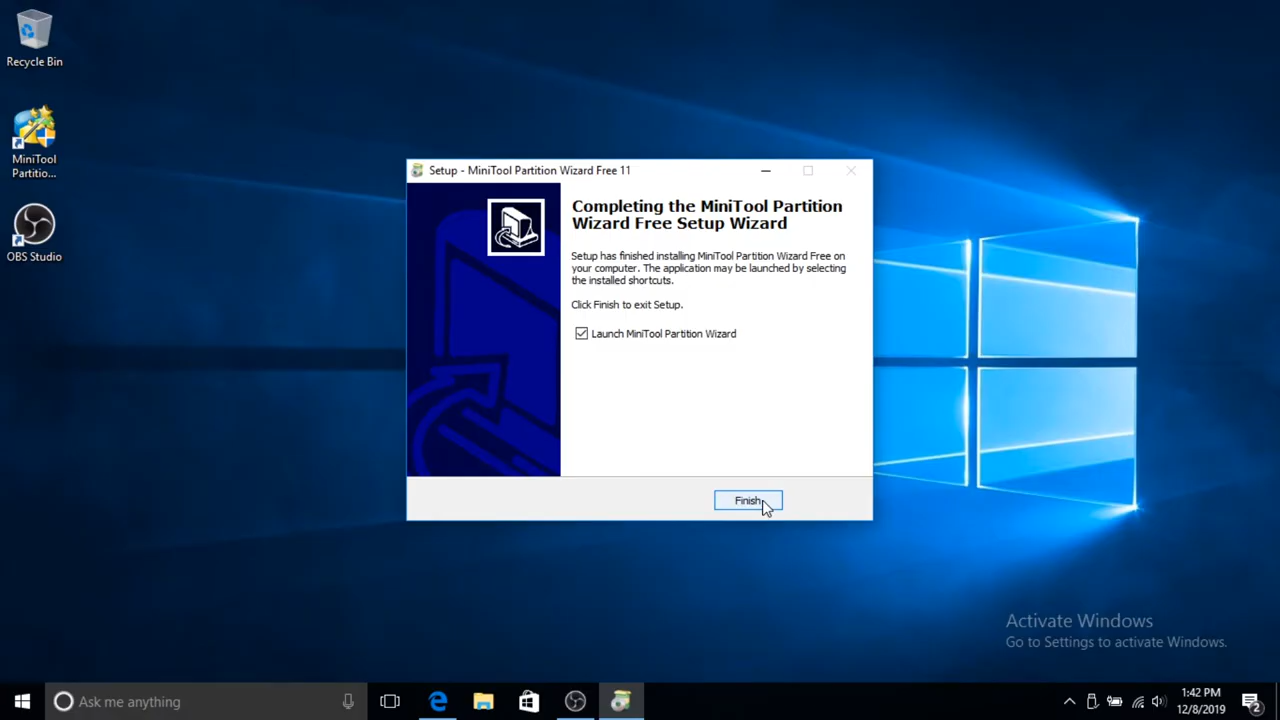 Recycle Bin
MiniTool
Partitio...
OBS Studio
Setup - MiniTool Partition Wizard Free 11
Completing the MiniTool Partition
Wizard Free Setup Wizard
Setup has finished installing MiniTool Partition Wizard Free on
your computer. The application may be launched by selecting
the installed shortcuts.
Click Finish to exit Setup.
Launch MiniTool Partition Wizard
Finish
Activate Windows
Go to Settings to activate Windows.
Ask me anything
1:42 PM
12/8/2019
2